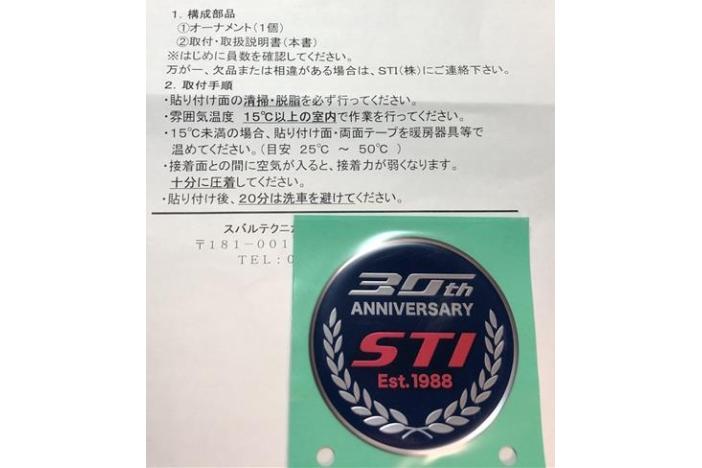 １．構成部品
①オーナメント（１個）
②取付・取扱説明書（本書）
※はじめに員数を確認してください。
万が一、欠品または相違がある場合は、STI（株）にご連絡下さい。
２．取付手順
・貼り付け面の清掃・脱脂を必ず行ってください。
・雰囲気温度　15℃以上の室内で作業を行ってください。
・15℃未満の場合、貼り付け面・両面テープを暖房器具等で
温めてください。（目安　25℃　～　50℃ ）
・接着面との間に空気が入ると、接着力が弱くなります。
十分に圧着してください。
・貼り付け後、20分は洗車を避けてください。
スバルテクニカ
〒１８１－００１
ＴＥＬ：０
30th
ANNIVERSARY
STI
Est.1988